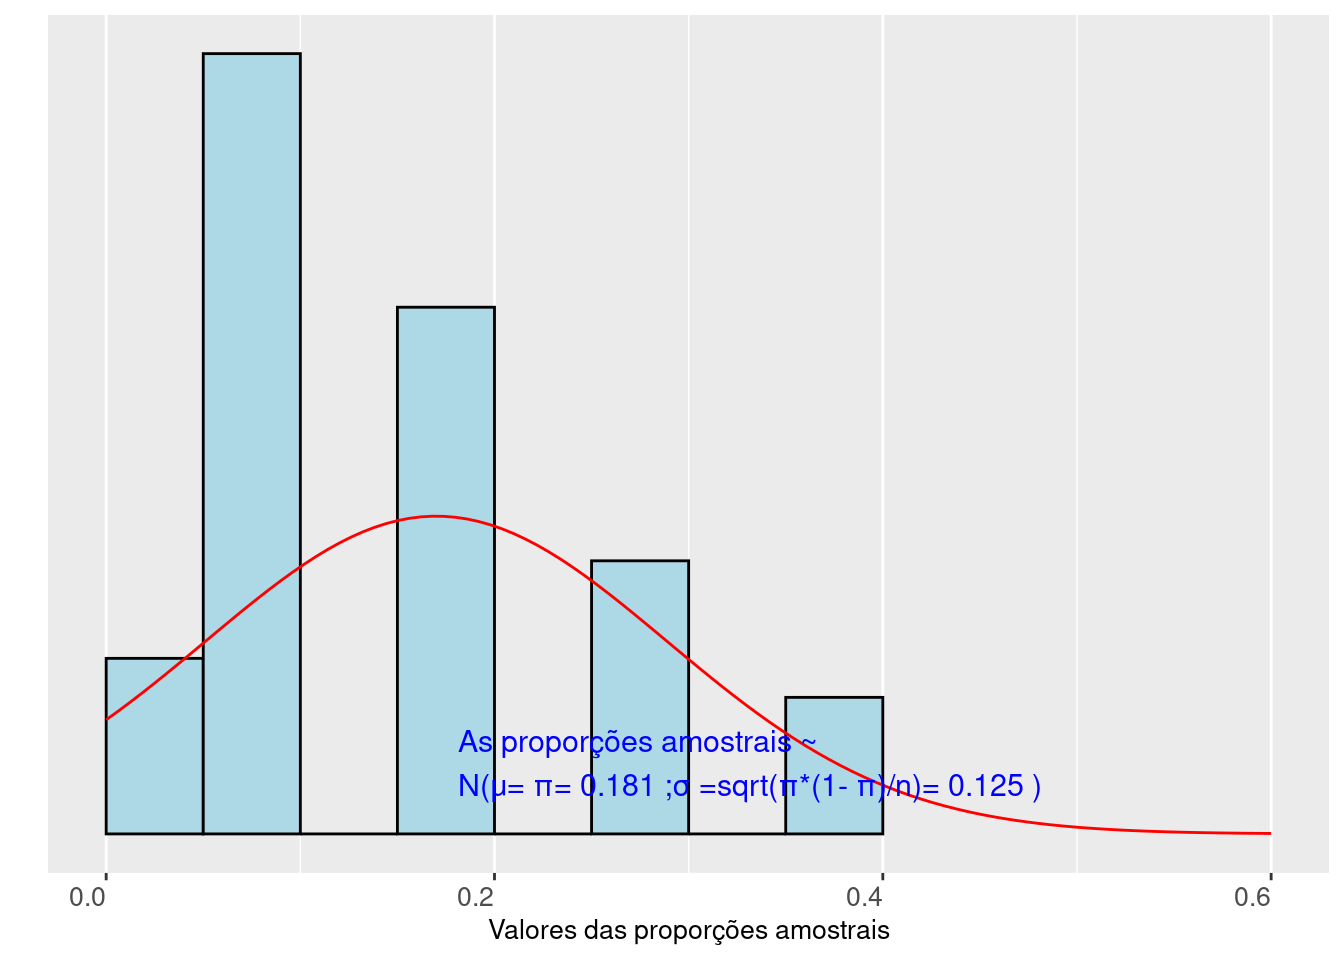 As proporções amostrais ~
N(μ= π= 0.181 ;σ =sqrt(π*(1- π)/n)= 0.125 )
0.0 0.2 0.4 0.6
Valores das proporções amostrais